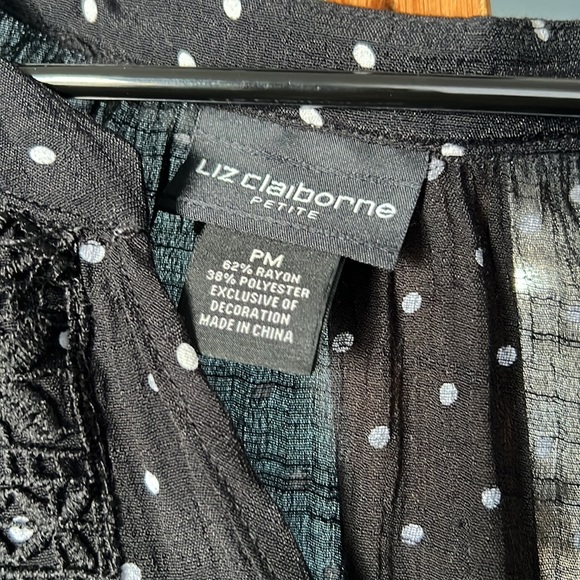 Liz claiborne
PETITE
PM
62% RAYON
38% POLYESTER
EXCLUSIVE OF
DECORATION
MADE IN CHINA